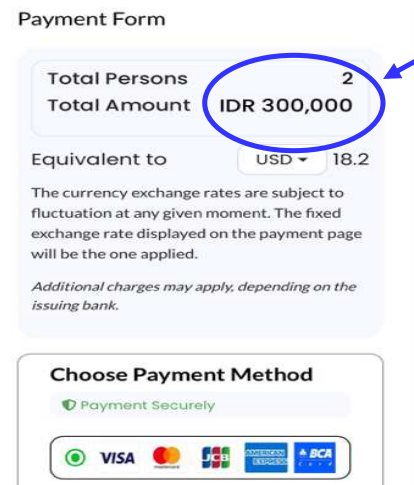 Payment Form
Total Persons 2
Total Amount IDR 300,000
Equivalent to USD 18.2
The currency exchange rates are subject to
fluctuation at any given moment. The fixed
exchange rate displayed on the payment page
will be the one applied.
Additional charges may apply, depending on the
issuing bank.
Choose Payment Method
Payment Securely
VISA mastercard JCB AMERICAN EXPRESS BCA Card